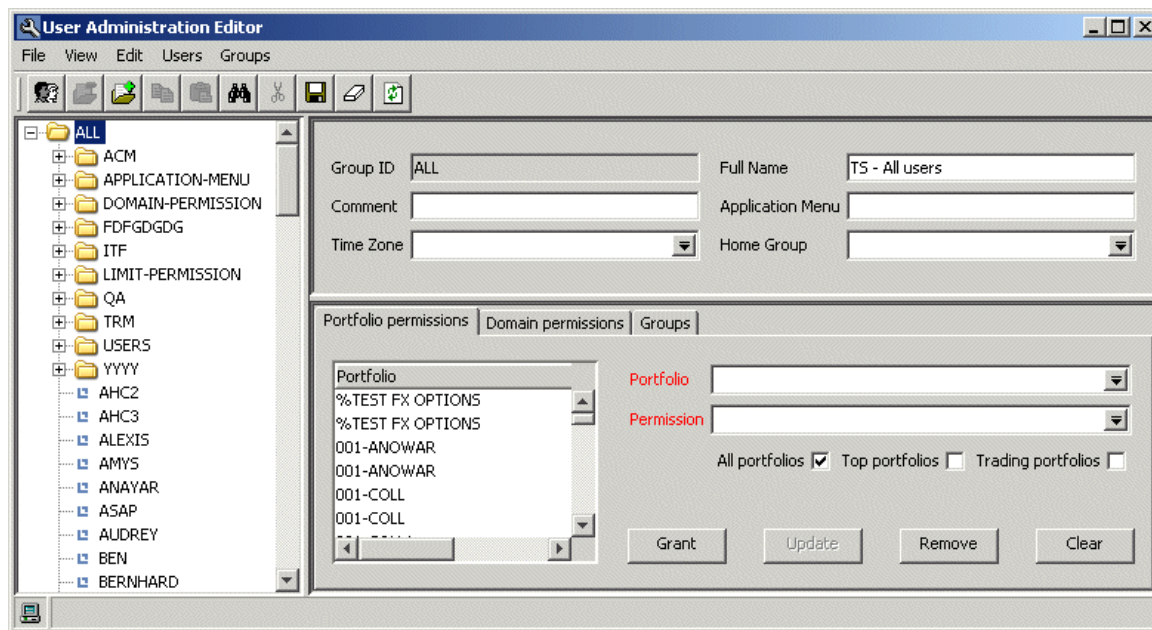 User Administration Editor
File View Edit Users Groups
ALL
ACM
APPLICATION-MENU
DOMAIN-PERMISSION
FDFGDGDG
ITF
LIMIT-PERMISSION
QA
TRM
USERS
YYYY
AHC2
AHC3
ALEXIS
AMYS
ANAYAR
ASAP
AUDREY
BEN
BERNHARD
Group ID ALL Full Name TS - All users
Comment Application Menu
Time Zone Home Group
Portfolio permissions Domain permissions Groups
Portfolio
%TEST FX OPTIONS
%TEST FX OPTIONS
001-ANOWAR
001-ANOWAR
001-COLL
001-COLL
Portfolio
Permission
All portfolios Top portfolios Trading portfolios
Grant Update Remove Clear